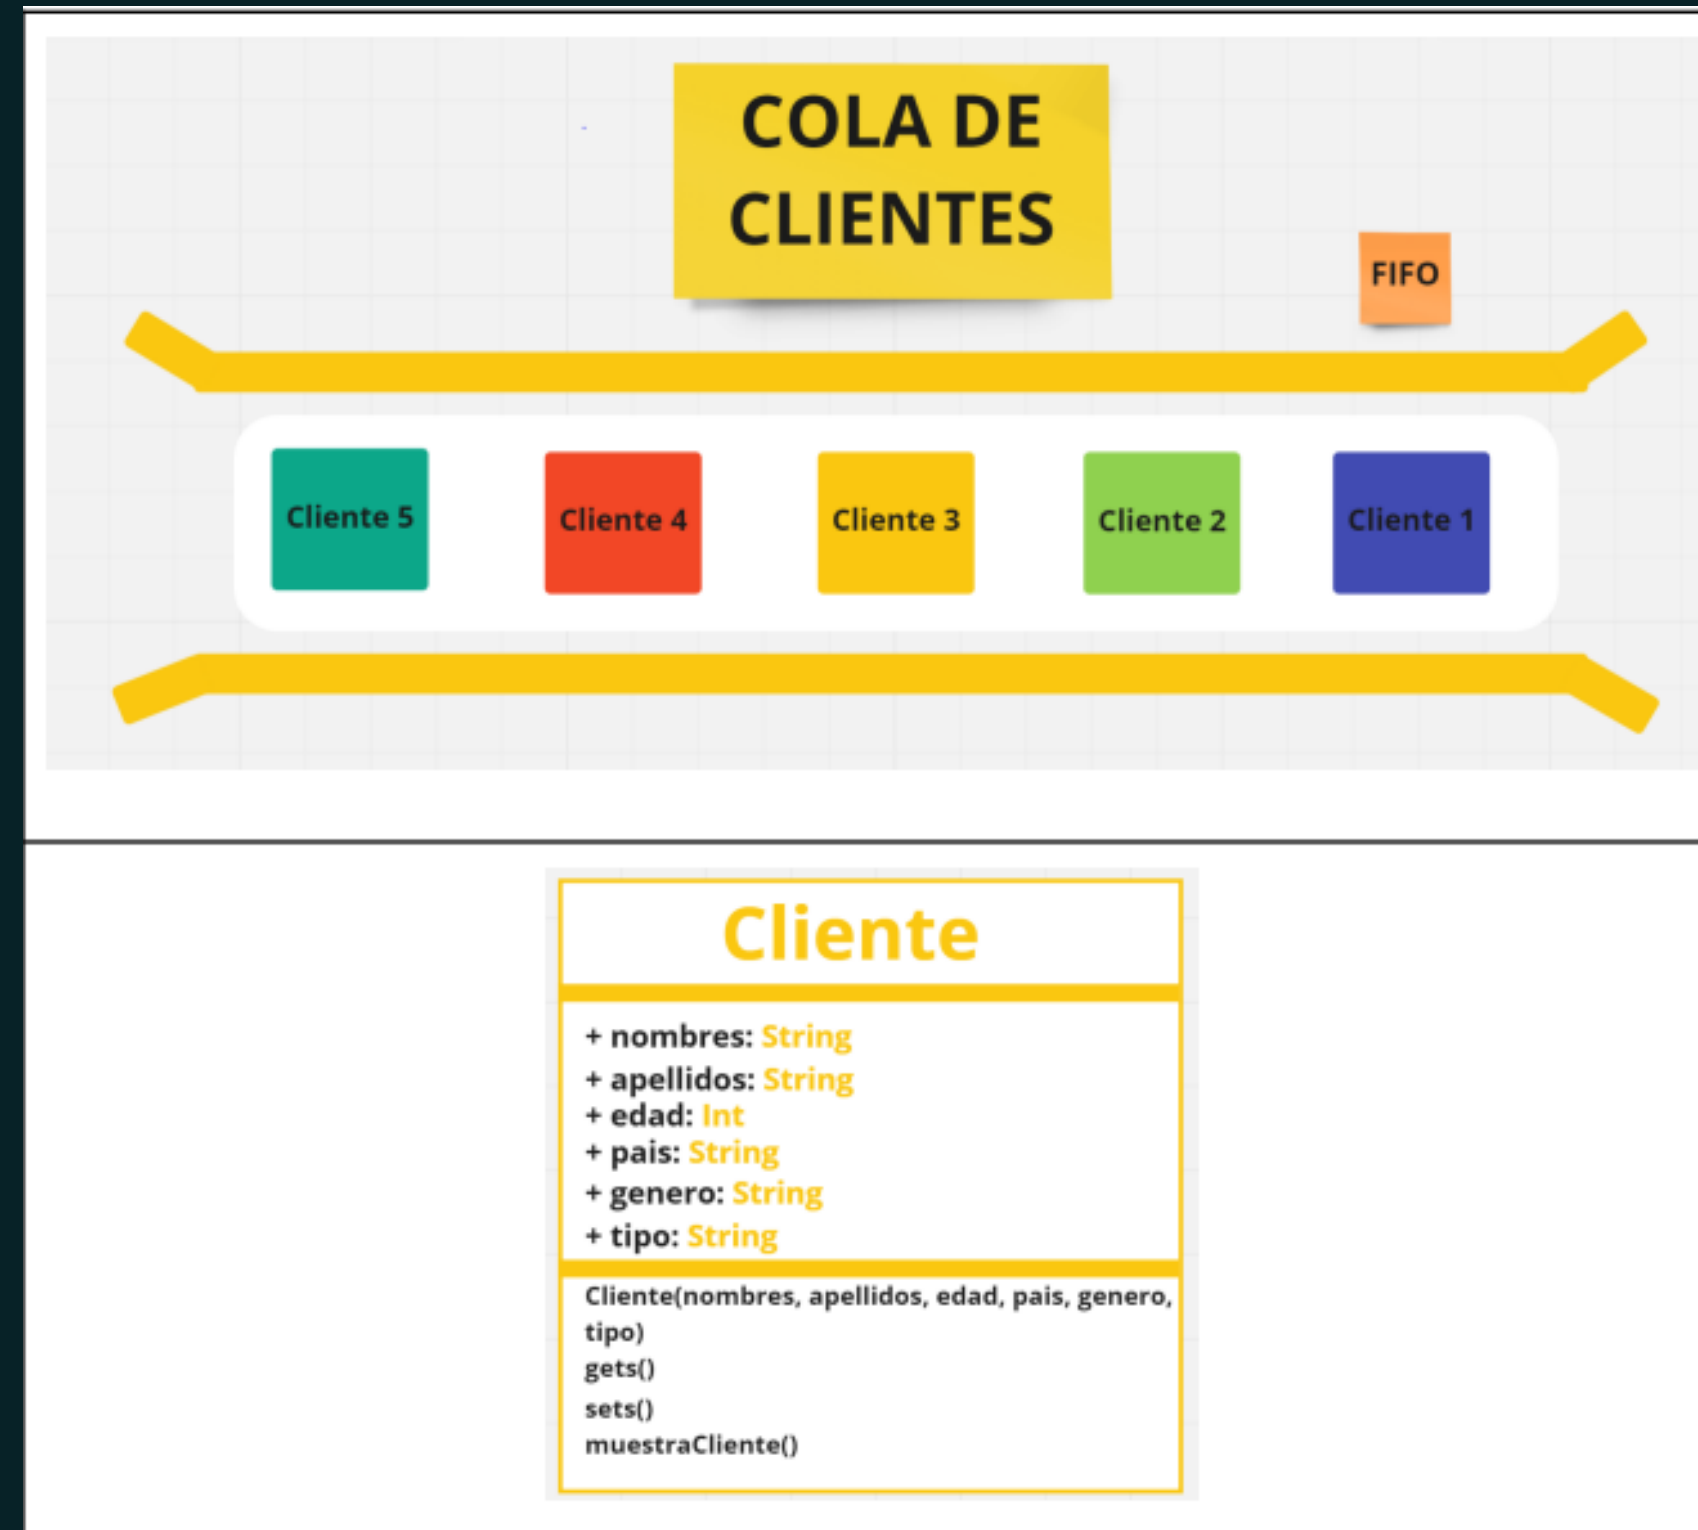 COLA DE
CLIENTES
FIFO
Cliente 5
Cliente 4
Cliente 3
Cliente 2
Cliente 1
Cliente
+ nombres: String
+ apellidos: String
+ edad: Int
+ pais: String
+ genero: String
+ tipo: String
Cliente(nombres, apellidos, edad, pais, genero,
tipo)
gets()
sets()
muestraCliente()